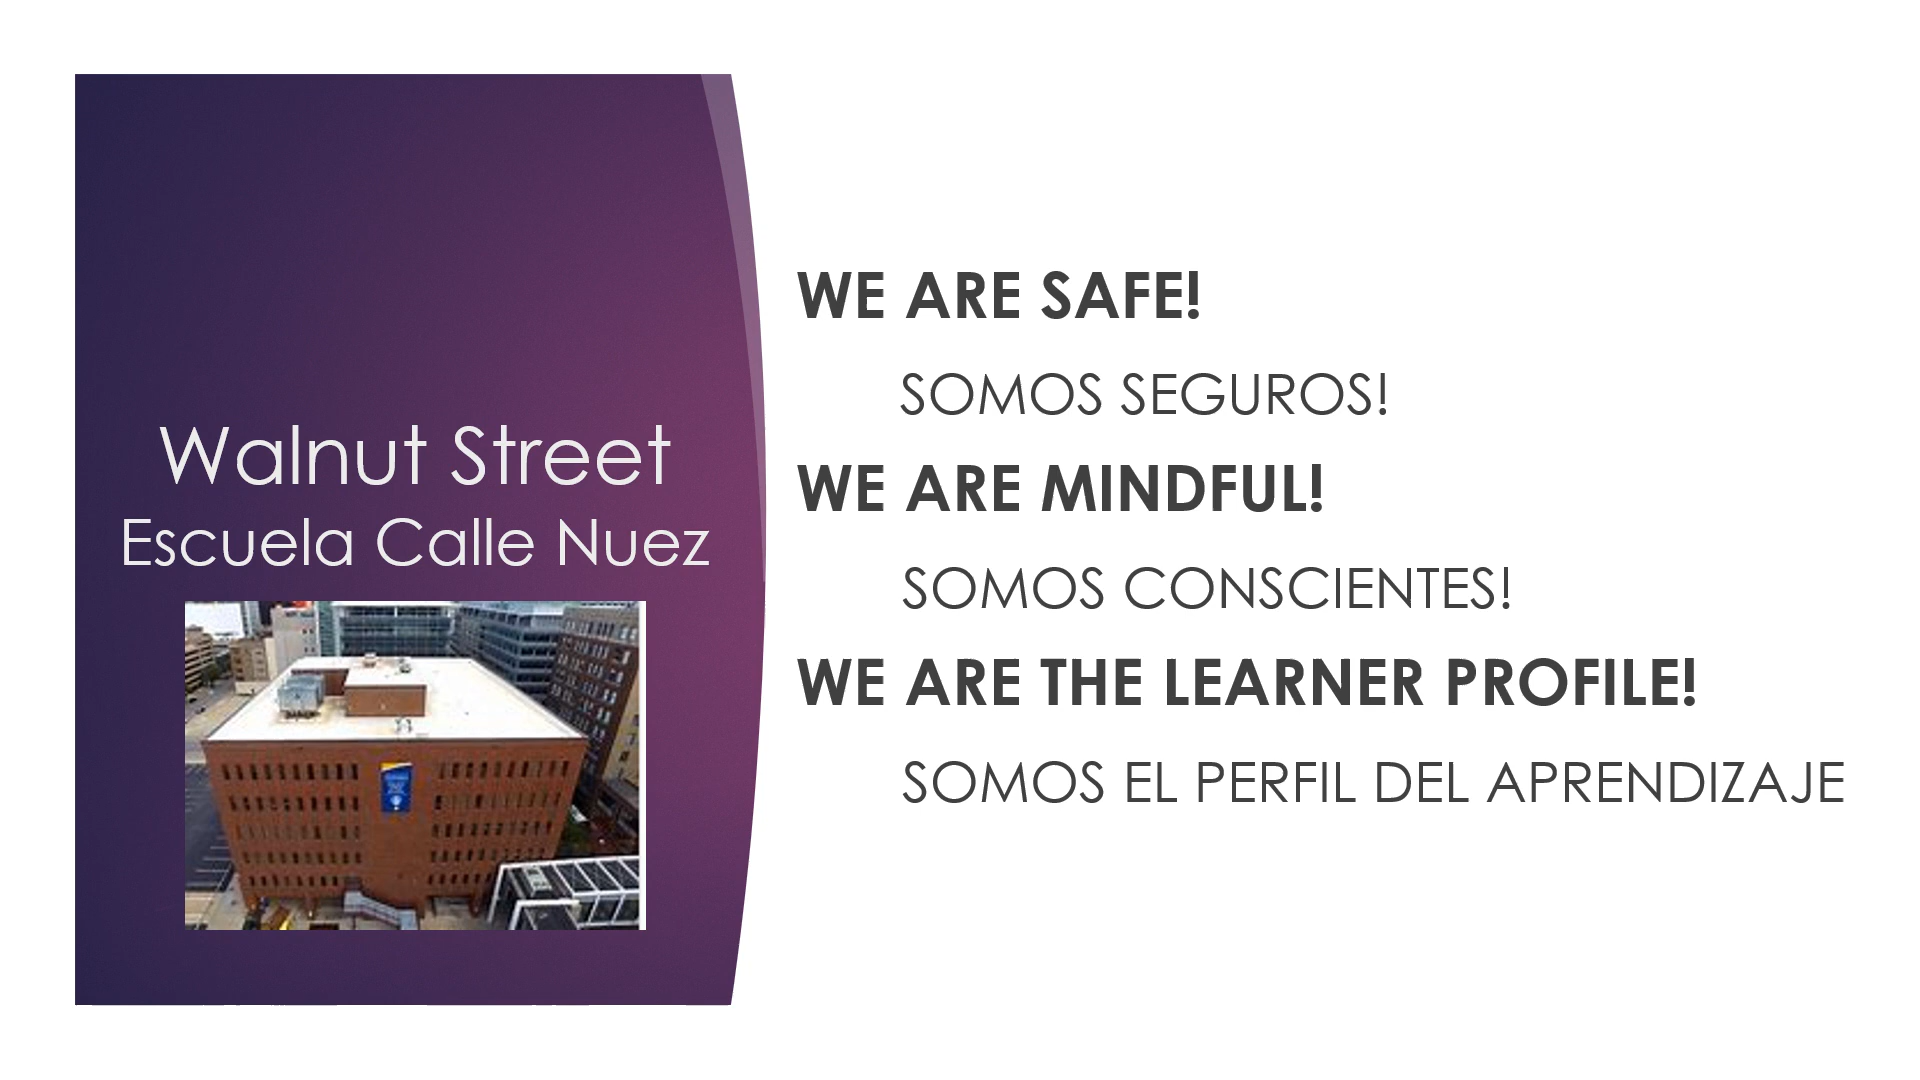 Walnut Street
Escuela Calle Nuez
WE ARE SAFE!
SOMOS SEGUROS!
WE ARE MINDFUL!
SOMOS CONSCIENTES!
WE ARE THE LEARNER PROFILE!
SOMOS EL PERFIL DEL APRENDIZAJE